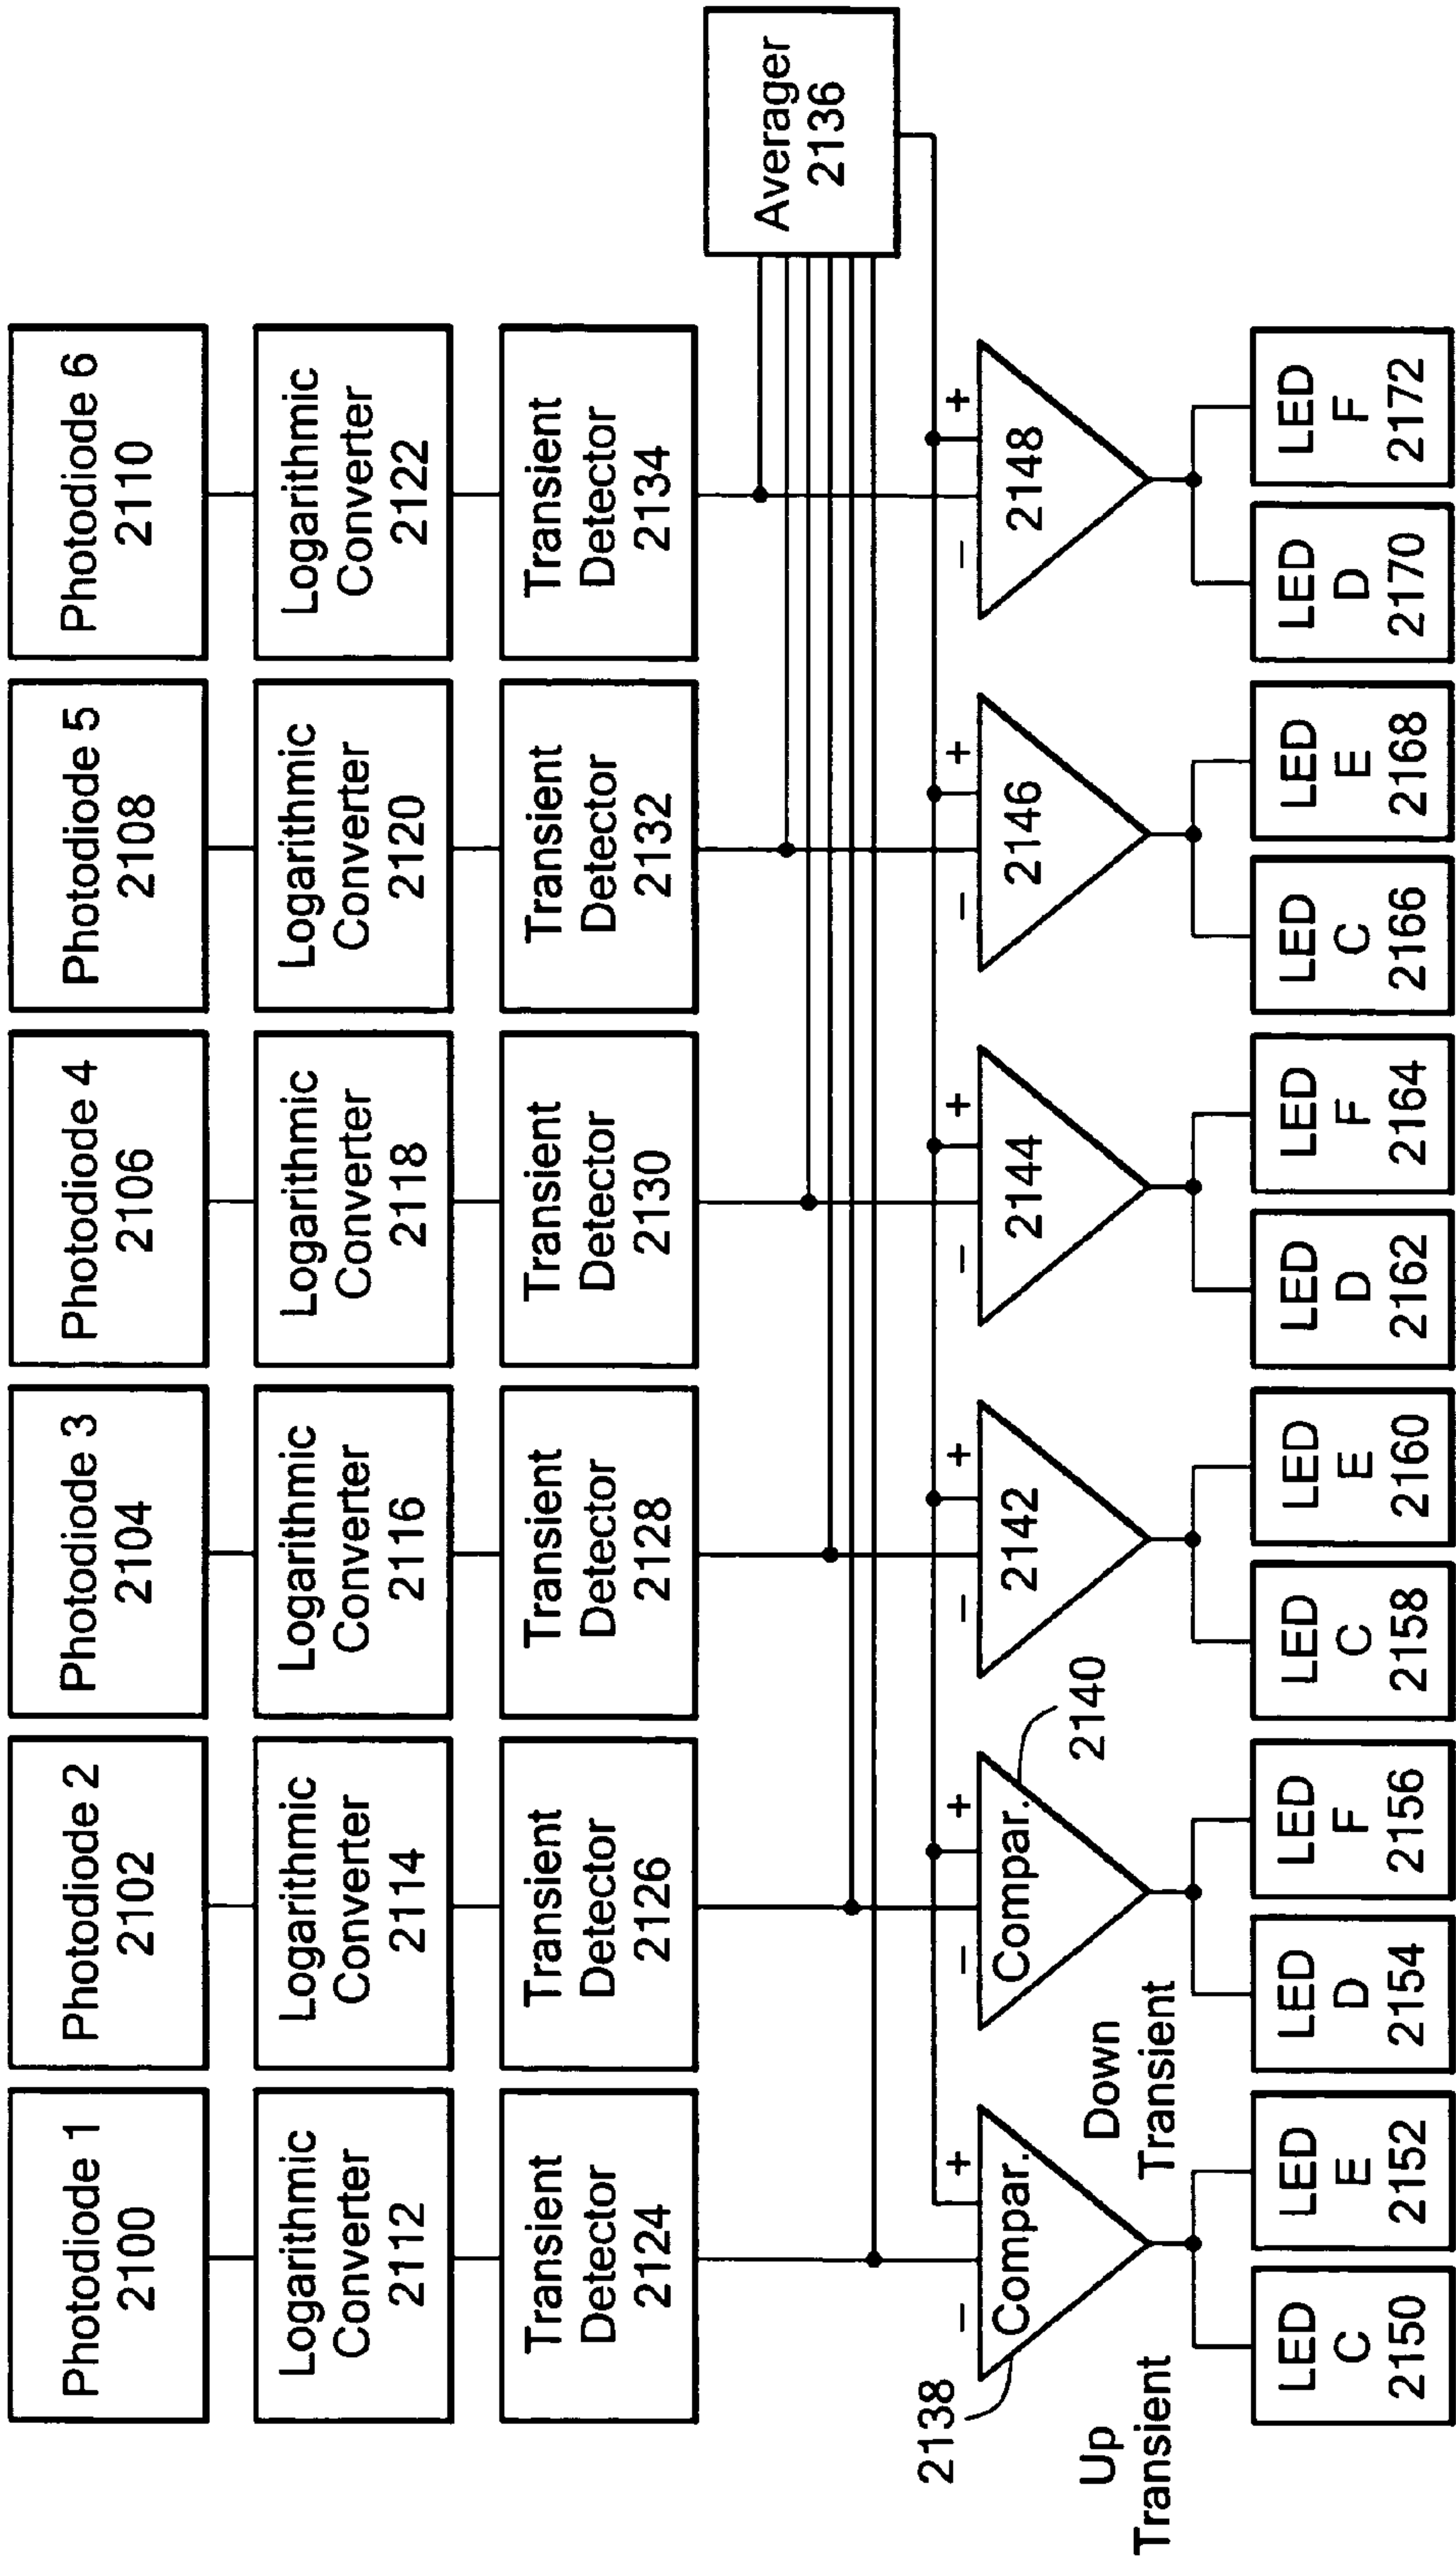 Photodiode 1
2100
Photodiode 2
2102
Photodiode 3
2104
Photodiode 4
2106
Photodiode 5
2108
Photodiode 6
2110
Logarithmic
Converter
2112
Logarithmic
Converter
2114
Logarithmic
Converter
2116
Logarithmic
Converter
2118
Logarithmic
Converter
2120
Logarithmic
Converter
2122
Transient
Detector
2124
Transient
Detector
2126
Transient
Detector
2128
Transient
Detector
2130
Transient
Detector
2132
Transient
Detector
2134
Averager
2136
2138
− +
Compar.
− +
Compar.
2140
− +
2142
− +
2144
− +
2146
− +
2148
Up
Transient
Down
Transient
LED
C
2150
LED
E
2152
LED
D
2154
LED
F
2156
LED
C
2158
LED
E
2160
LED
D
2162
LED
F
2164
LED
C
2166
LED
E
2168
LED
D
2170
LED
F
2172